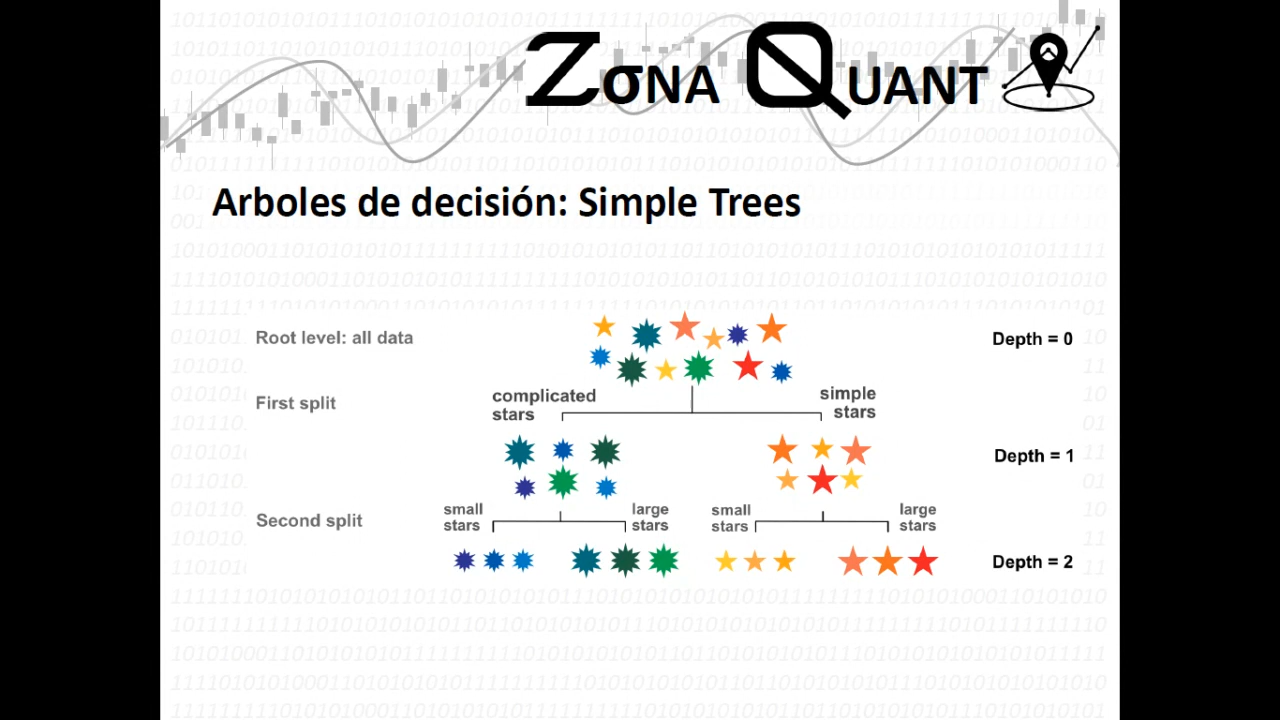 ZσNA QUANT
Arboles de decisión: Simple Trees
Root level: all data
Depth = 0
First split
complicated
stars
simple
stars
Depth = 1
Second split
small
stars
large
stars
small
stars
large
stars
Depth = 2